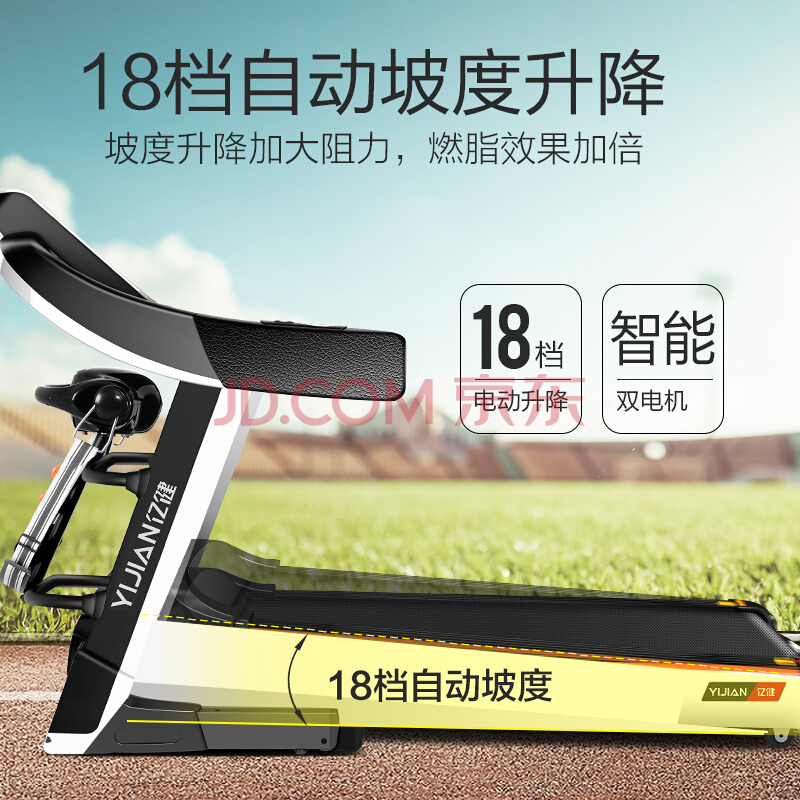 18档自动坡度升降
坡度升降加大阻力，燃脂效果加倍
18档
电动升降
智能
双电机
JD.COM 京东
YIJIAN亿健
18档自动坡度
YIJIAN 亿健